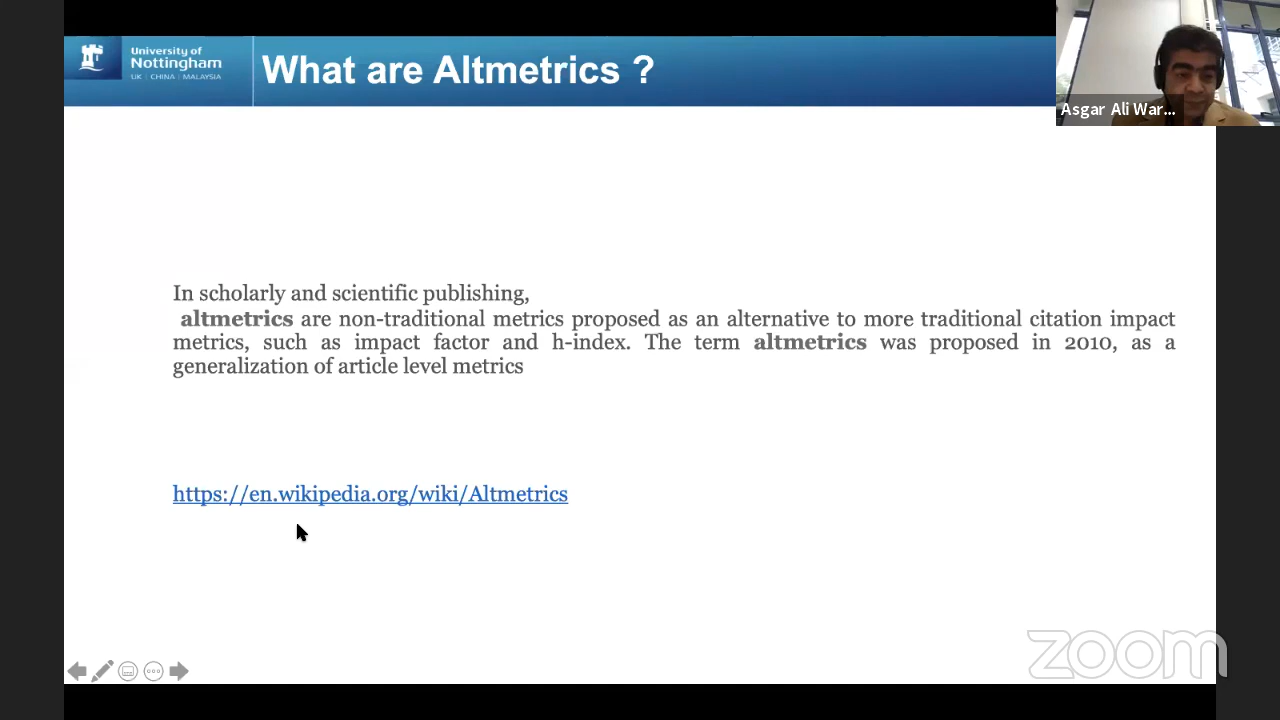 University of
Nottingham
UK | CHINA | MALAYSIA
What are Altmetrics ?
Asgar Ali War...
In scholarly and scientific publishing,
altmetrics are non-traditional metrics proposed as an alternative to more traditional citation impact
metrics, such as impact factor and h-index. The term altmetrics was proposed in 2010, as a
generalization of article level metrics
https://en.wikipedia.org/wiki/Altmetrics
zoom